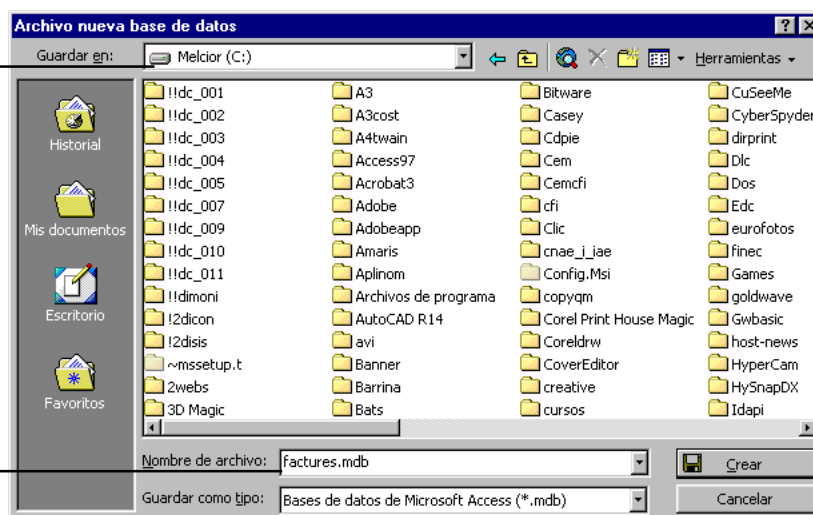 Archivo nueva base de datos
Guardar en: Melcior (C:) Herramientas
Historial
Mis documentos
Escritorio
Favoritos
!!dc_001
!!dc_002
!!dc_003
!!dc_004
!!dc_005
!!dc_007
!!dc_009
!!dc_010
!!dc_011
!!dimoni
!2dicon
!2disis
~mssetup.t
2webs
3D Magic
A3
A3cost
A4twain
Access97
Acrobat3
Adobe
Adobeapp
Amaris
Aplinom
Archivos de programa
AutoCAD R14
avi
Banner
Barrina
Bats
Bitware
Casey
Cdpie
Cem
Cemcfi
cfi
Clic
cnae_i_iae
Config.Msi
copyqm
Corel Print House Magic
Coreldrw
CoverEditor
creative
cursos
CuSeeMe
CyberSpyder
dirprint
Dlc
Dos
Edc
eurofotos
finec
Games
goldwave
Gwbasic
host-news
HyperCam
HySnapDX
Idapi
Nombre de archivo: factures.mdb Crear
Guardar como tipo: Bases de datos de Microsoft Access (*.mdb) Cancelar